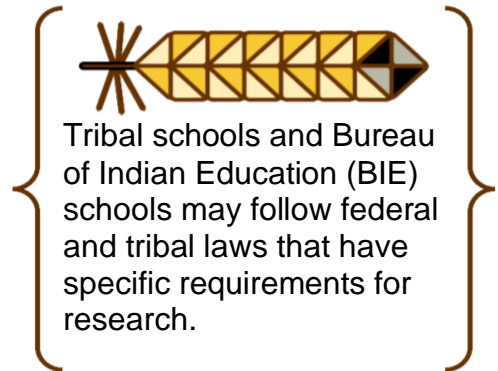 Tribal schools and Bureau
of Indian Education (BIE)
schools may follow federal
and tribal laws that have
specific requirements for
research.